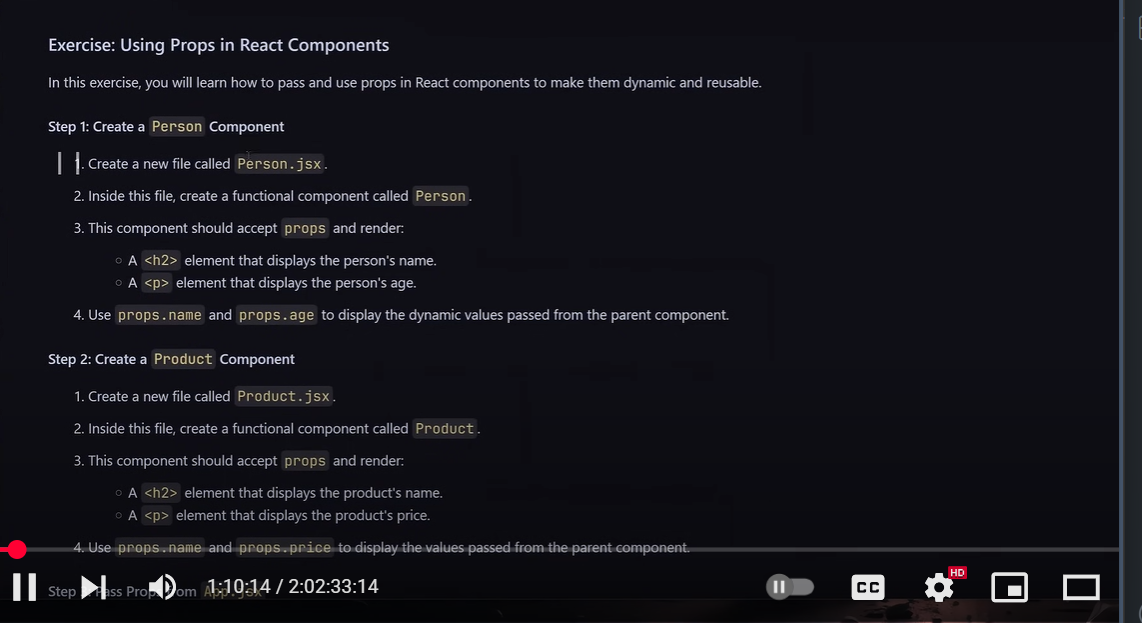 Exercise: Using Props in React Components
In this exercise, you will learn how to pass and use props in React components to make them dynamic and reusable.
Step 1: Create a Person Component
1. Create a new file called Person.jsx.
2. Inside this file, create a functional component called Person.
3. This component should accept props and render:
○ A <h2> element that displays the person's name.
○ A <p> element that displays the person's age.
4. Use props.name and props.age to display the dynamic values passed from the parent component.
Step 2: Create a Product Component
1. Create a new file called Product.jsx.
2. Inside this file, create a functional component called Product.
3. This component should accept props and render:
○ A <h2> element that displays the product's name.
○ A <p> element that displays the product's price.
4. Use props.name and props.price to display the values passed from the parent component.
Step Pass Props from App.jsx
1:10:14 / 2:02:33:14
CC
HD